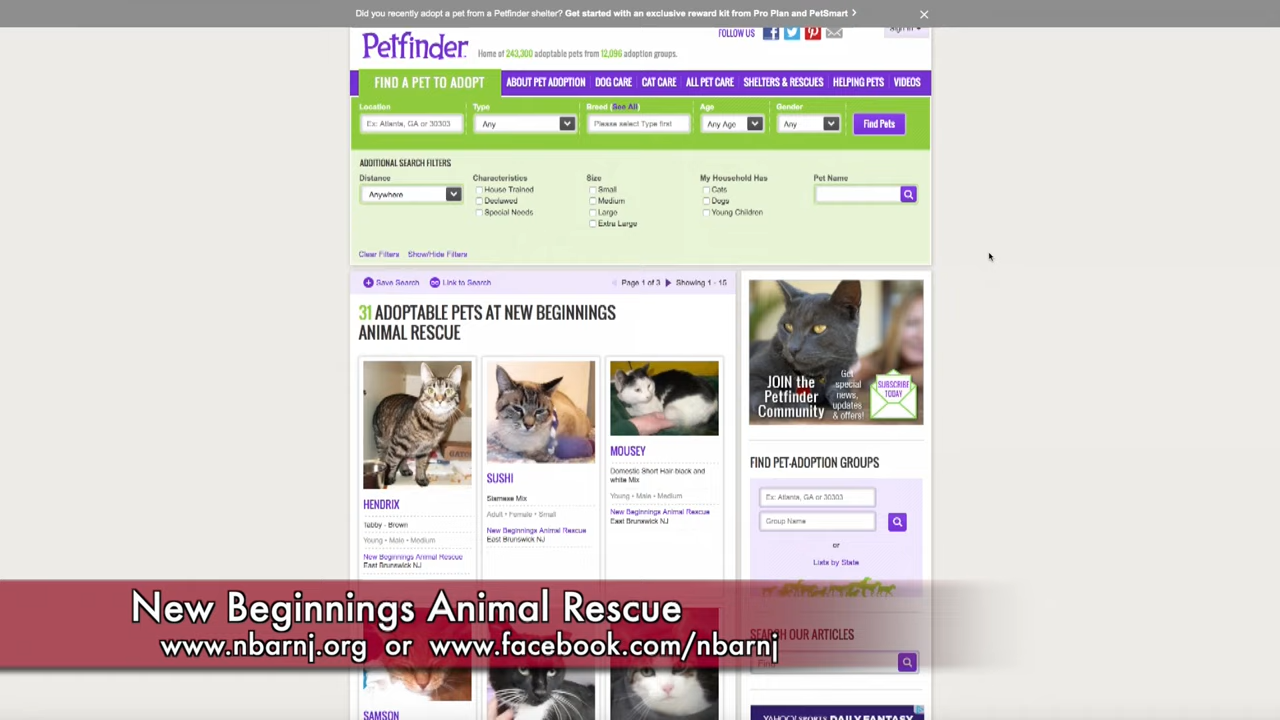 Did you recently adopt a pet from a Petfinder shelter? Get started with an exclusive reward kit from Pro Plan and PetSmart
Petfinder
Home of 243,300 adoptable pets from 12,096 adoption groups.
FOLLOW US
Sign In
FIND A PET TO ADOPT
ABOUT PET ADOPTION
DOG CARE
CAT CARE
ALL PET CARE
SHELTERS & RESCUES
HELPING PETS
VIDEOS
Location
Type
Breed (See All)
Age
Gender
Ex: Atlanta, GA or 30303
Any
Please select Type first
Any Age
Any
Find Pets
ADDITIONAL SEARCH FILTERS
Distance
Anywhere
Characteristics
House Trained
Declawed
Special Needs
Size
Small
Medium
Large
Extra Large
My Household Has
Cats
Dogs
Young Children
Pet Name
Clear Filters
Show/Hide Filters
Save Search
Link to Search
Page 1 of 3
Showing 1 - 15
31 ADOPTABLE PETS AT NEW BEGINNINGS
ANIMAL RESCUE
HENDRIX
Tabby - Brown
Young • Male • Medium
New Beginnings Animal Rescue
East Brunswick NJ
SUSHI
Siamese Mix
Adult • Female • Small
New Beginnings Animal Rescue
East Brunswick NJ
MOUSEY
Domestic Short Hair-black and
white Mix
Young • Male • Medium
New Beginnings Animal Rescue
East Brunswick NJ
JOIN the
Petfinder
Community
Get
special
news,
updates
& offers!
SUBSCRIBE
TODAY
FIND PET-ADOPTION GROUPS
Ex: Atlanta, GA or 30303
Group Name
or
Lists by State
New Beginnings Animal Rescue
www.nbarnj.org or www.facebook.com/nbarnj
SEARCH OUR ARTICLES
Find
SAMSON
YAHOO! SPORTS DAILY FANTASY